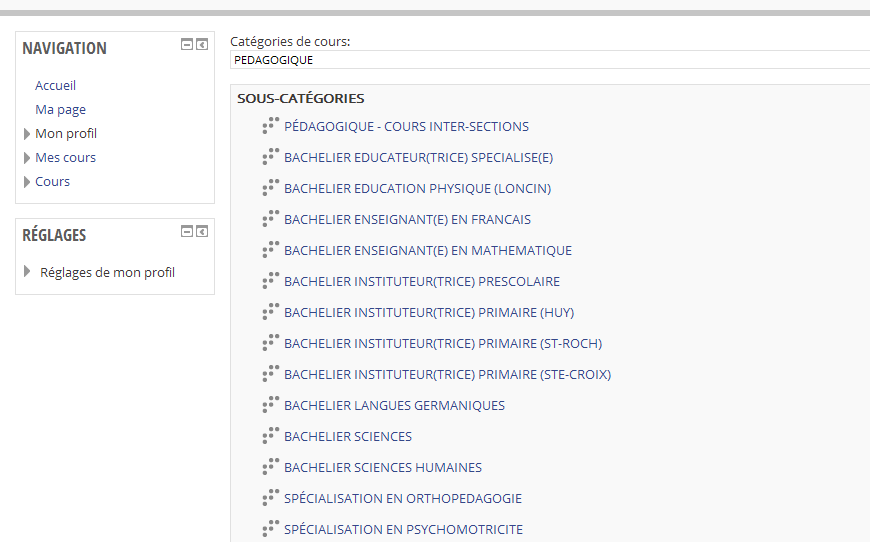 NAVIGATION
Accueil
Ma page
Mon profil
Mes cours
Cours
RÉGLAGES
Réglages de mon profil
Catégories de cours:
PEDAGOGIQUE
SOUS-CATÉGORIES
PÉDAGOGIQUE - COURS INTER-SECTIONS
BACHELIER EDUCATEUR(TRICE) SPECIALISE(E)
BACHELIER EDUCATION PHYSIQUE (LONCIN)
BACHELIER ENSEIGNANT(E) EN FRANCAIS
BACHELIER ENSEIGNANT(E) EN MATHEMATIQUE
BACHELIER INSTITUTEUR(TRICE) PRESCOLAIRE
BACHELIER INSTITUTEUR(TRICE) PRIMAIRE (HUY)
BACHELIER INSTITUTEUR(TRICE) PRIMAIRE (ST-ROCH)
BACHELIER INSTITUTEUR(TRICE) PRIMAIRE (STE-CROIX)
BACHELIER LANGUES GERMANIQUES
BACHELIER SCIENCES
BACHELIER SCIENCES HUMAINES
SPÉCIALISATION EN ORTHOPEDAGOGIE
SPÉCIALISATION EN PSYCHOMOTRICITE